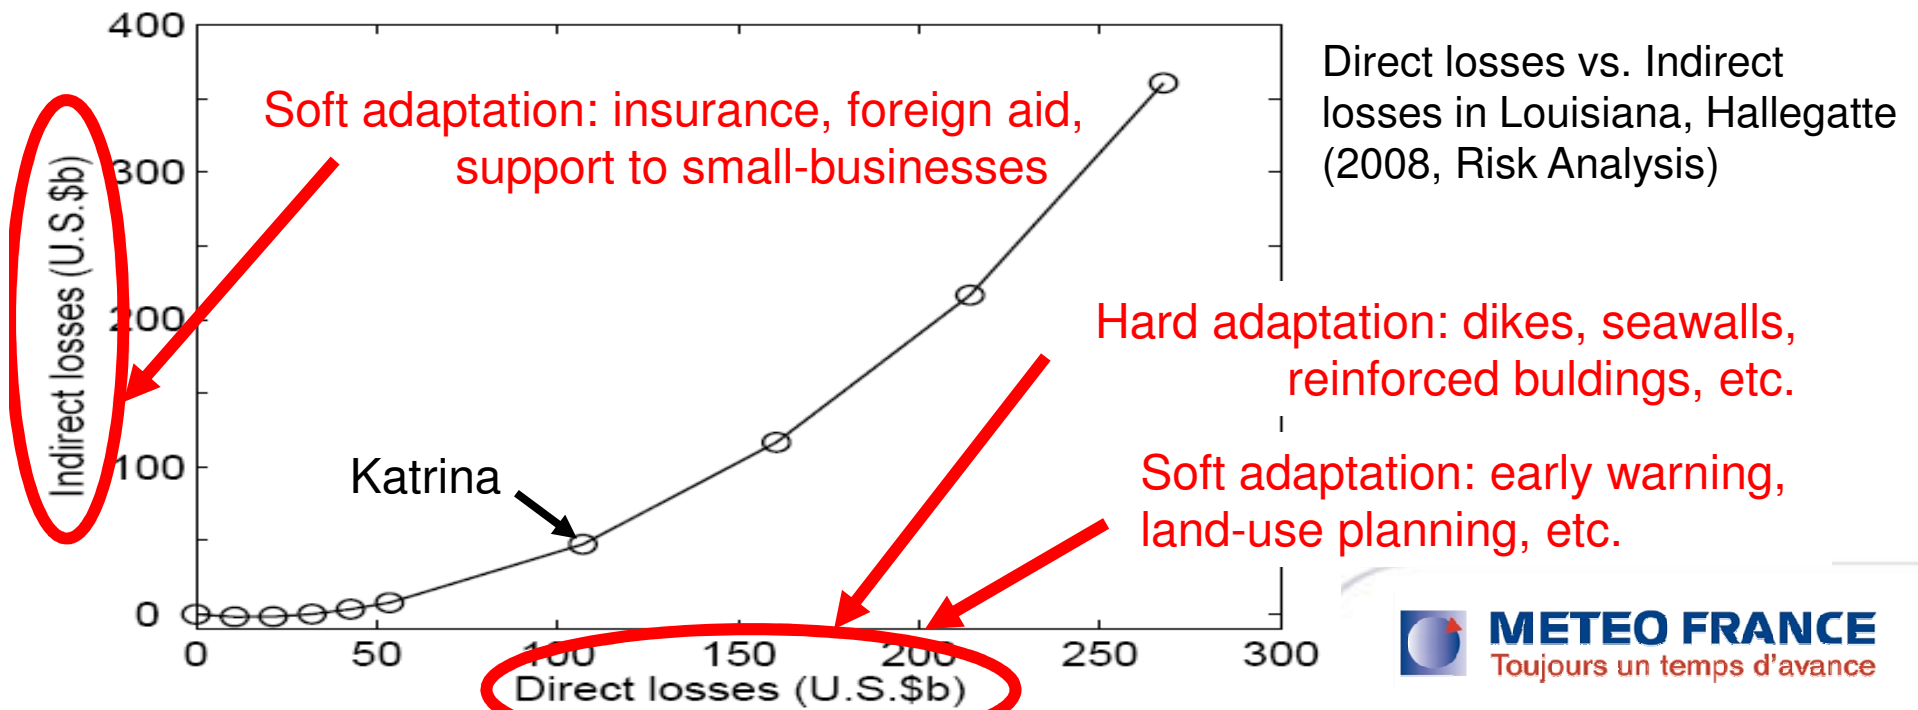 400
300
200
100
0
Indirect losses (U.S.$b)
Soft adaptation: insurance, foreign aid,
support to small-businesses
Direct losses vs. Indirect
losses in Louisiana, Hallegatte
(2008, Risk Analysis)
Hard adaptation: dikes, seawalls,
reinforced buldings, etc.
Katrina
Soft adaptation: early warning,
land-use planning, etc.
0 50 100 150 200 250 300
Direct losses (U.S.$b)
METEO FRANCE
Toujours un temps d'avance